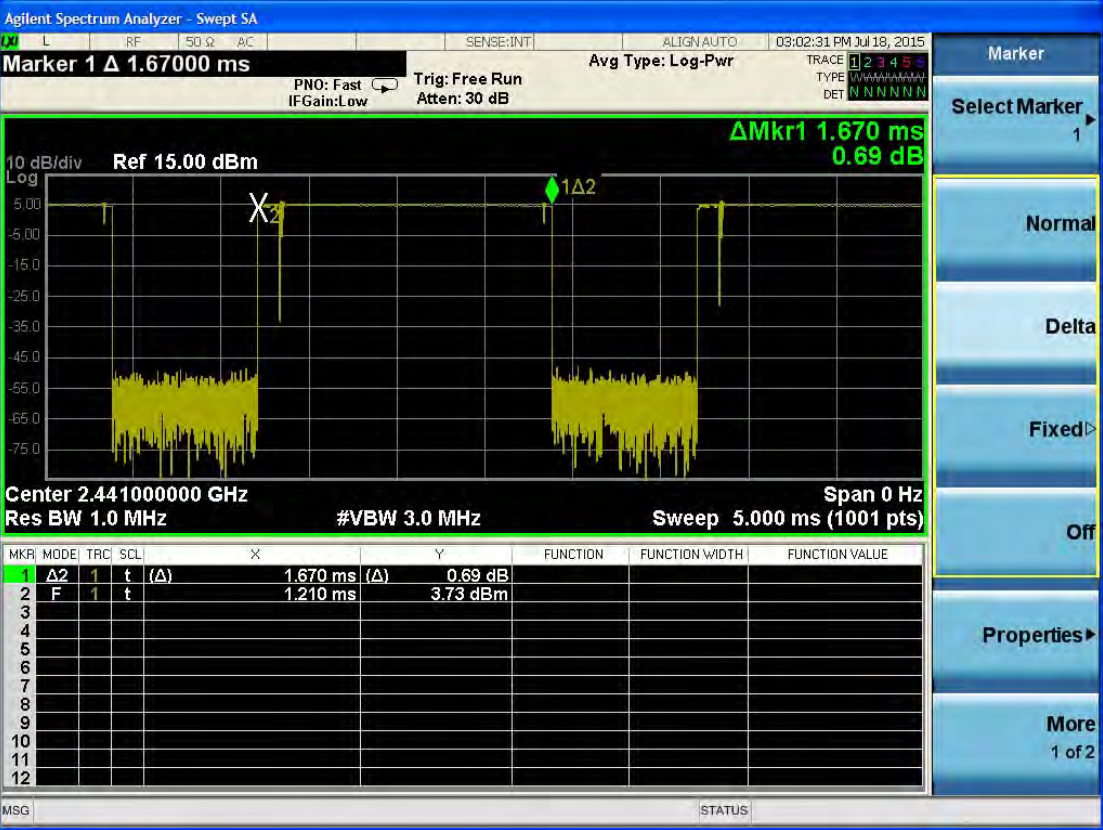 Agilent Spectrum Analyzer - Swept SA
LXI L RF 50 Ω AC SENSE:INT ALIGN AUTO 03:02:31 PM Jul 18, 2015
Marker 1 Δ 1.67000 ms
PNO: Fast
IFGain:Low
Trig: Free Run
Atten: 30 dB
Avg Type: Log-Pwr
TRACE 1 2 3 4 5 6
TYPE
DET N N N N N N
ΔMkr1 1.670 ms
0.69 dB
10 dB/div Ref 15.00 dBm
Log
5.00
-5.00
-15.0
-25.0
-35.0
-45.0
-55.0
-65.0
-75.0
2
1Δ2
Center 2.441000000 GHz Span 0 Hz
Res BW 1.0 MHz #VBW 3.0 MHz Sweep 5.000 ms (1001 pts)
MKR MODE TRC SCL X Y FUNCTION FUNCTION WIDTH FUNCTION VALUE
1 Δ2 1 t (Δ) 1.670 ms (Δ) 0.69 dB
2 F 1 t 1.210 ms 3.73 dBm
3
4
5
6
7
8
9
10
11
12
MSG STATUS
Marker
Select Marker
1
Normal
Delta
Fixed
Off
Properties
More
1 of 2